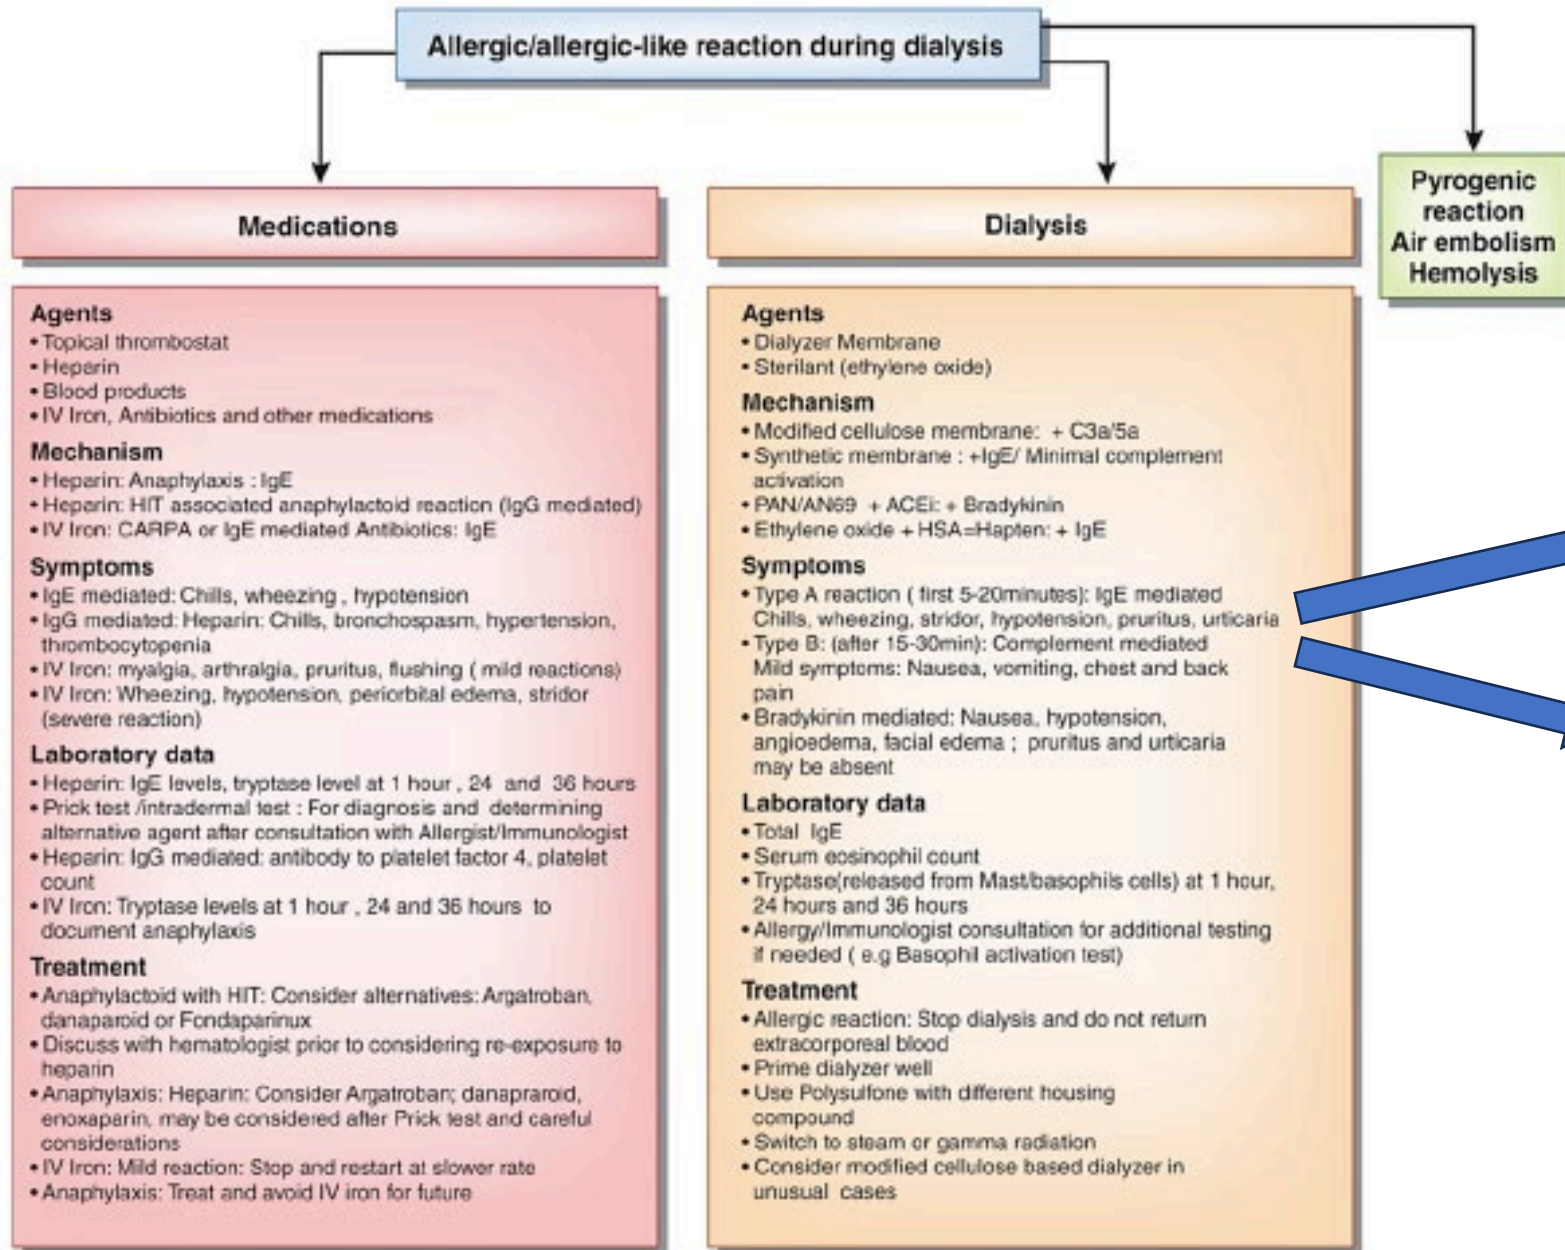 Allergic/allergic-like reaction during dialysis
Medications
Agents
• Topical thrombostat
• Heparin
• Blood products
• IV Iron, Antibiotics and other medications
Mechanism
• Heparin: Anaphylaxis : IgE
• Heparin: HIT associated anaphylactoid reaction (IgG mediated)
• IV Iron: CARPA or IgE mediated Antibiotics: IgE
Symptoms
• IgE mediated: Chills, wheezing , hypotension
• IgG mediated: Heparin: Chills, bronchospasm, hypertension,
thrombocytopenia
• IV Iron: myalgia, arthralgia, pruritus, flushing ( mild reactions)
• IV Iron: Wheezing, hypotension, periorbital edema, stridor
(severe reaction)
Laboratory data
• Heparin: IgE levels, tryptase level at 1 hour , 24 and 36 hours
• Prick test /intradermal test : For diagnosis and determining
alternative agent after consultation with Allergist/Immunologist
• Heparin: IgG mediated: antibody to platelet factor 4, platelet
count
• IV Iron: Tryptase levels at 1 hour , 24 and 36 hours to
document anaphylaxis
Treatment
• Anaphylactoid with HIT: Consider alternatives: Argatroban,
danaparoid or Fondaparinux
• Discuss with hematologist prior to considering re-exposure to
heparin
• Anaphylaxis: Heparin: Consider Argatroban; danapraroid,
enoxaparin, may be considered after Prick test and careful
considerations
• IV Iron: Mild reaction: Stop and restart at slower rate
• Anaphylaxis: Treat and avoid IV iron for future
Dialysis
Agents
• Dialyzer Membrane
• Sterilant (ethylene oxide)
Mechanism
• Modified cellulose membrane: + C3a/5a
• Synthetic membrane : +IgE/ Minimal complement
activation
• PAN/AN69 + ACEi: + Bradykinin
• Ethylene oxide + HSA=Hapten: + IgE
Symptoms
• Type A reaction ( first 5-20minutes): IgE mediated
Chills, wheezing, stridor, hypotension, pruritus, urticaria
• Type B: (after 15-30min): Complement mediated
Mild symptoms: Nausea, vomiting, chest and back
pain
• Bradykinin mediated: Nausea, hypotension,
angioedema, facial edema ; pruritus and urticaria
may be absent
Laboratory data
• Total IgE
• Serum eosinophil count
• Tryptase(released from Mast/basophils cells) at 1 hour,
24 hours and 36 hours
• Allergy/Immunologist consultation for additional testing
if needed ( e.g Basophil activation test)
Treatment
• Allergic reaction: Stop dialysis and do not return
extracorporeal blood
• Prime dialyzer well
• Use Polysulfone with different housing
compound
• Switch to steam or gamma radiation
• Consider modified cellulose based dialyzer in
unusual cases
Pyrogenic
reaction
Air embolism
Hemolysis